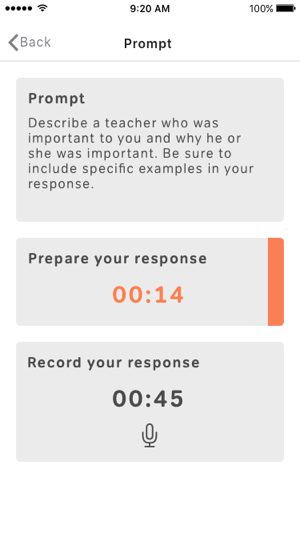 9:20 AM
100%
Back
Prompt
Prompt
Describe a teacher who was
important to you and why he or
she was important. Be sure to
include specific examples in your
response.
Prepare your response
00:14
Record your response
00:45